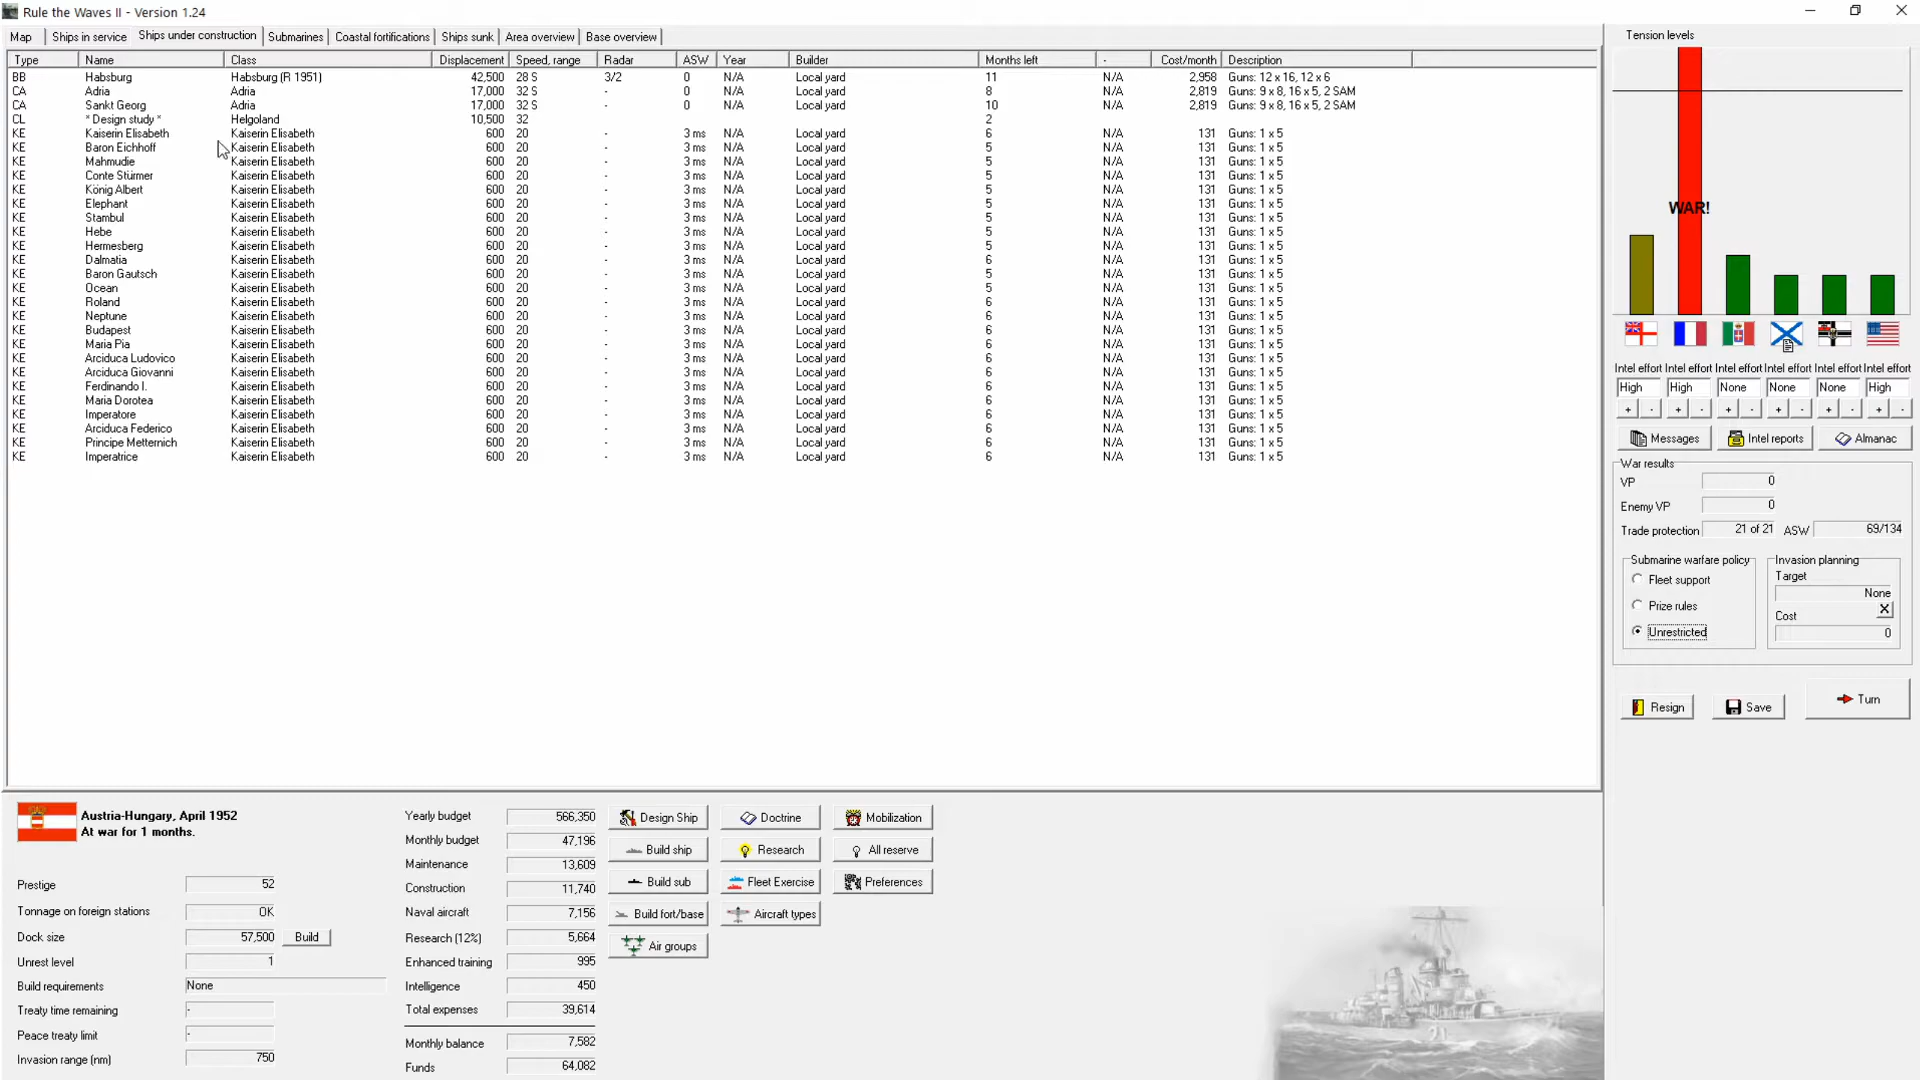 Rule the Waves II - Version 1.24
Map Ships in service Ships under construction Submarines Coastal fortifications Ships sunk Area overview Base overview
Type Name Class Displacement Speed, range Radar ASW Year Builder Months left - Cost/month Description
BB Habsburg Habsburg (R 1951) 42,500 28 S 3/2 0 N/A Local yard 11 N/A 2,958 Guns: 12 x 16, 12 x 6
CA Adria Adria 17,000 32 S - 0 N/A Local yard 8 N/A 2,819 Guns: 9 x 8, 16 x 5, 2 SAM
CA Sankt Georg Adria 17,000 32 S - 0 N/A Local yard 10 N/A 2,819 Guns: 9 x 8, 16 x 5, 2 SAM
CL * Design study * Helgoland 10,500 32 2
KE Kaiserin Elisabeth Kaiserin Elisabeth 600 20 - 3 ms N/A Local yard 6 N/A 131 Guns: 1 x 5
KE Baron Eichhoff Kaiserin Elisabeth 600 20 - 3 ms N/A Local yard 5 N/A 131 Guns: 1 x 5
KE Mahmudie Kaiserin Elisabeth 600 20 - 3 ms N/A Local yard 5 N/A 131 Guns: 1 x 5
KE Conte Stürmer Kaiserin Elisabeth 600 20 - 3 ms N/A Local yard 5 N/A 131 Guns: 1 x 5
KE König Albert Kaiserin Elisabeth 600 20 - 3 ms N/A Local yard 5 N/A 131 Guns: 1 x 5
KE Elephant Kaiserin Elisabeth 600 20 - 3 ms N/A Local yard 5 N/A 131 Guns: 1 x 5
KE Stambul Kaiserin Elisabeth 600 20 - 3 ms N/A Local yard 5 N/A 131 Guns: 1 x 5
KE Hebe Kaiserin Elisabeth 600 20 - 3 ms N/A Local yard 5 N/A 131 Guns: 1 x 5
KE Hermesberg Kaiserin Elisabeth 600 20 - 3 ms N/A Local yard 5 N/A 131 Guns: 1 x 5
KE Dalmatia Kaiserin Elisabeth 600 20 - 3 ms N/A Local yard 6 N/A 131 Guns: 1 x 5
KE Baron Gautsch Kaiserin Elisabeth 600 20 - 3 ms N/A Local yard 5 N/A 131 Guns: 1 x 5
KE Ocean Kaiserin Elisabeth 600 20 - 3 ms N/A Local yard 5 N/A 131 Guns: 1 x 5
KE Roland Kaiserin Elisabeth 600 20 - 3 ms N/A Local yard 6 N/A 131 Guns: 1 x 5
KE Neptune Kaiserin Elisabeth 600 20 - 3 ms N/A Local yard 6 N/A 131 Guns: 1 x 5
KE Budapest Kaiserin Elisabeth 600 20 - 3 ms N/A Local yard 6 N/A 131 Guns: 1 x 5
KE Maria Pia Kaiserin Elisabeth 600 20 - 3 ms N/A Local yard 6 N/A 131 Guns: 1 x 5
KE Arciduca Ludovico Kaiserin Elisabeth 600 20 - 3 ms N/A Local yard 6 N/A 131 Guns: 1 x 5
KE Arciduca Giovanni Kaiserin Elisabeth 600 20 - 3 ms N/A Local yard 6 N/A 131 Guns: 1 x 5
KE Ferdinando I. Kaiserin Elisabeth 600 20 - 3 ms N/A Local yard 6 N/A 131 Guns: 1 x 5
KE Maria Dorotea Kaiserin Elisabeth 600 20 - 3 ms N/A Local yard 6 N/A 131 Guns: 1 x 5
KE Imperatore Kaiserin Elisabeth 600 20 - 3 ms N/A Local yard 6 N/A 131 Guns: 1 x 5
KE Arciduca Federico Kaiserin Elisabeth 600 20 - 3 ms N/A Local yard 6 N/A 131 Guns: 1 x 5
KE Principe Metternich Kaiserin Elisabeth 600 20 - 3 ms N/A Local yard 6 N/A 131 Guns: 1 x 5
KE Imperatrice Kaiserin Elisabeth 600 20 - 3 ms N/A Local yard 6 N/A 131 Guns: 1 x 5
Tension levels
WAR!
Intel effort Intel effort Intel effort Intel effort Intel effort Intel effort
High High None None None High
+ - + - + - + - + - + -
Messages Intel reports Almanac
War results
VP 0
Enemy VP 0
Trade protection 21 of 21 ASW 69/134
Submarine warfare policy
Fleet support
Prize rules
Unrestricted
Invasion planning
Target
None
Cost X
0
Resign Save Turn
Austria-Hungary, April 1952
At war for 1 months.
Prestige 52
Tonnage on foreign stations OK
Dock size 57,500 Build
Unrest level 1
Build requirements None
Treaty time remaining -
Peace treaty limit -
Invasion range (nm) 750
Yearly budget 566,350
Monthly budget 47,196
Maintenance 13,609
Construction 11,740
Naval aircraft 7,156
Research (12%) 5,664
Enhanced training 995
Intelligence 450
Total expenses 39,614
Monthly balance 7,582
Funds 64,082
Design Ship Doctrine Mobilization
Build ship Research All reserve
Build sub Fleet Exercise Preferences
Build fort/base Aircraft types
Air groups